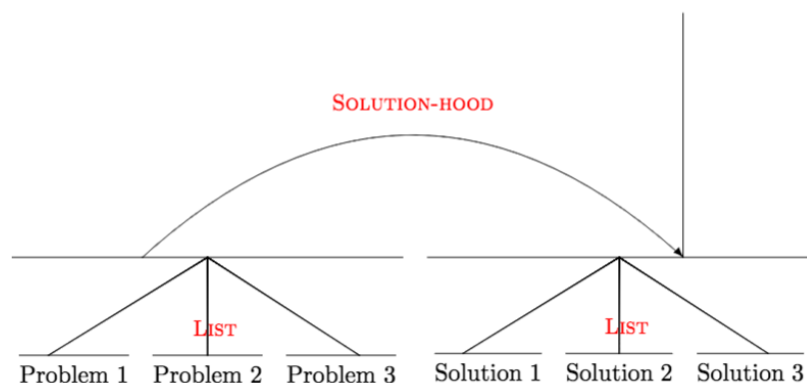 SOLUTION-HOOD
LIST
LIST
Problem 1 Problem 2 Problem 3 Solution 1 Solution 2 Solution 3